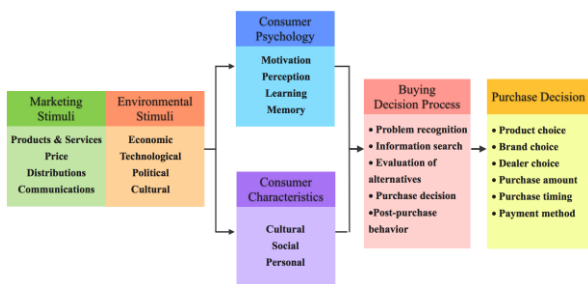 Marketing
Stimuli
Products & Services
Price
Distributions
Communications
Environmental
Stimuli
Economic
Technological
Political
Cultural
Consumer
Psychology
Motivation
Perception
Learning
Memory
Consumer
Characteristics
Cultural
Social
Personal
Buying
Decision Process
• Problem recognition
• Information search
• Evaluation of
alternatives
• Purchase decision
•Post-purchase
behavior
Purchase Decision
• Product choice
• Brand choice
• Dealer choice
• Purchase amount
• Purchase timing
• Payment method